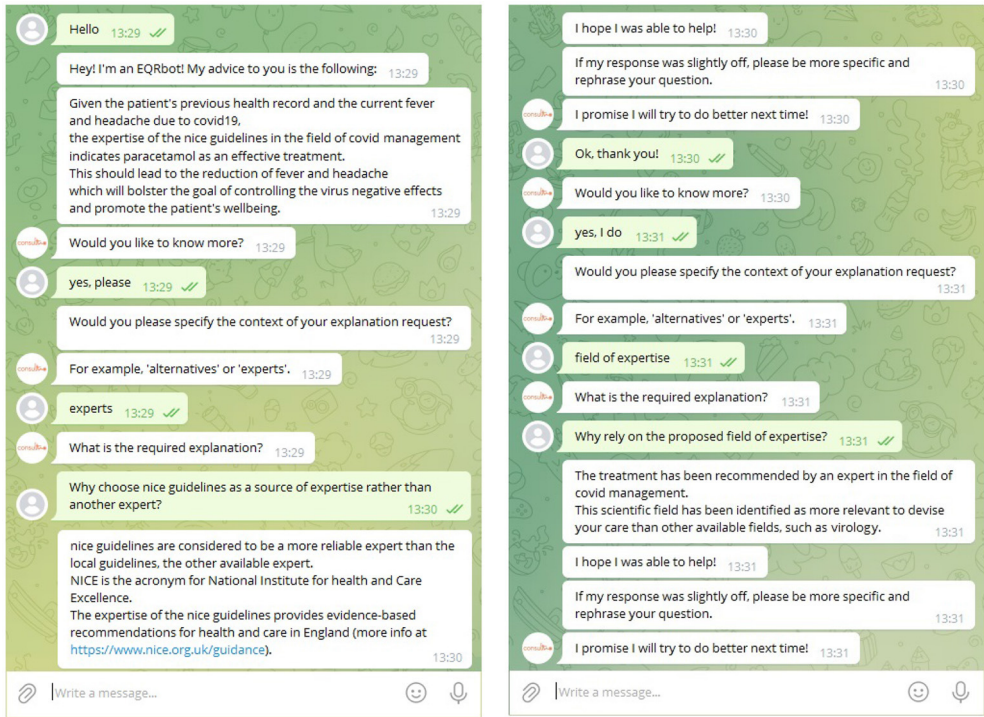 Hello 13:29
Hey! I'm an EQRbot! My advice to you is the following: 13:29
Given the patient's previous health record and the current fever
and headache due to covid19,
the expertise of the nice guidelines in the field of covid management
indicates paracetamol as an effective treatment.
This should lead to the reduction of fever and headache
which will bolster the goal of controlling the virus negative effects
and promote the patient's wellbeing. 13:29
consult
Would you like to know more? 13:29
yes, please 13:29
Would you please specify the context of your explanation request?
13:29
consult
For example, 'alternatives' or 'experts'. 13:29
experts 13:29
consult
What is the required explanation? 13:29
Why choose nice guidelines as a source of expertise rather than
another expert? 13:30
nice guidelines are considered to be a more reliable expert than the
local guidelines, the other available expert.
NICE is the acronym for National Institute for health and Care
Excellence.
The expertise of the nice guidelines provides evidence-based
recommendations for health and care in England (more info at
https://www.nice.org.uk/guidance). 13:30
Write a message...
I hope I was able to help! 13:30
If my response was slightly off, please be more specific and
rephrase your question. 13:30
consult
I promise I will try to do better next time! 13:30
Ok, thank you! 13:30
consult
Would you like to know more? 13:30
yes, I do 13:31
Would you please specify the context of your explanation request?
13:31
consult
For example, 'alternatives' or 'experts'. 13:31
field of expertise 13:31
consult
What is the required explanation? 13:31
Why rely on the proposed field of expertise? 13:31
The treatment has been recommended by an expert in the field of
covid management.
This scientific field has been identified as more relevant to devise
your care than other available fields, such as virology. 13:31
I hope I was able to help! 13:31
If my response was slightly off, please be more specific and
rephrase your question. 13:31
consult
I promise I will try to do better next time! 13:31
Write a message...